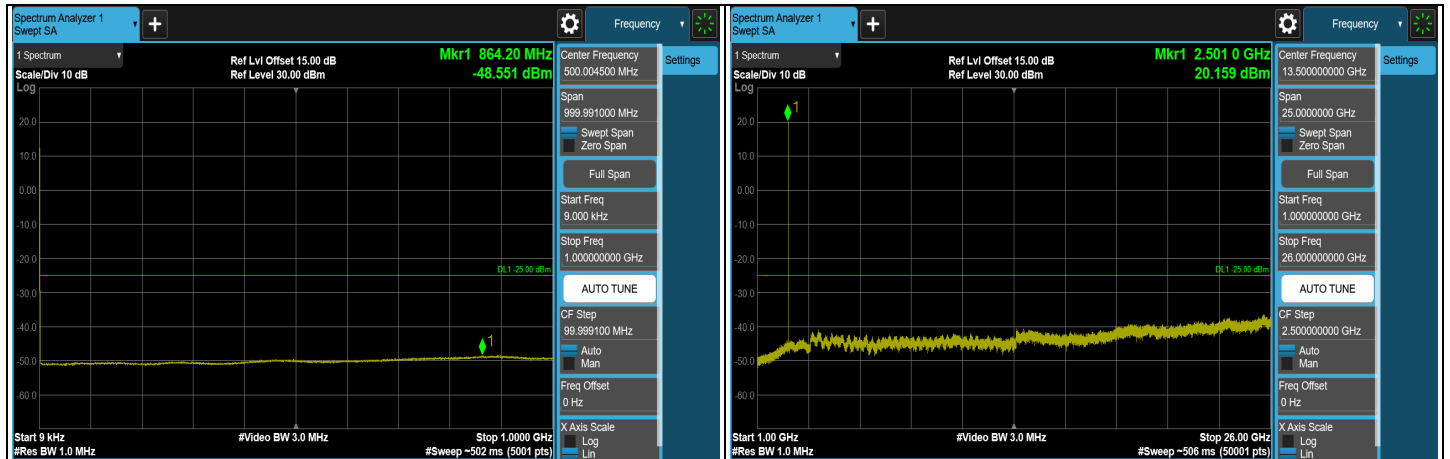 Spectrum Analyzer 1
Swept SA
+
Frequency
1 Spectrum
Scale/Div 10 dB
Log
Ref Lvl Offset 15.00 dB
Ref Level 30.00 dBm
Mkr1 864.20 MHz
-48.551 dBm
20.0
10.0
0.00
-10.0
-20.0
-30.0
-40.0
-50.0
-60.0
DL1 -25.00 dBm
1
Start 9 kHz
#Res BW 1.0 MHz
#Video BW 3.0 MHz
Stop 1.0000 GHz
#Sweep ~502 ms (5001 pts)
Center Frequency
500.004500 MHz
Settings
Span
999.991000 MHz
Swept Span
Zero Span
Full Span
Start Freq
9.000 kHz
Stop Freq
1.000000000 GHz
AUTO TUNE
CF Step
99.999100 MHz
Auto
Man
Freq Offset
0 Hz
X Axis Scale
Log
Lin
Spectrum Analyzer 1
Swept SA
+
Frequency
1 Spectrum
Scale/Div 10 dB
Log
Ref Lvl Offset 15.00 dB
Ref Level 30.00 dBm
Mkr1 2.501 0 GHz
20.159 dBm
1
20.0
10.0
0.00
-10.0
-20.0
-30.0
-40.0
-50.0
-60.0
DL1 -25.00 dBm
Start 1.00 GHz
#Res BW 1.0 MHz
#Video BW 3.0 MHz
Stop 26.00 GHz
#Sweep ~506 ms (50001 pts)
Center Frequency
13.500000000 GHz
Settings
Span
25.0000000 GHz
Swept Span
Zero Span
Full Span
Start Freq
1.000000000 GHz
Stop Freq
26.000000000 GHz
AUTO TUNE
CF Step
2.500000000 GHz
Auto
Man
Freq Offset
0 Hz
X Axis Scale
Log
Lin